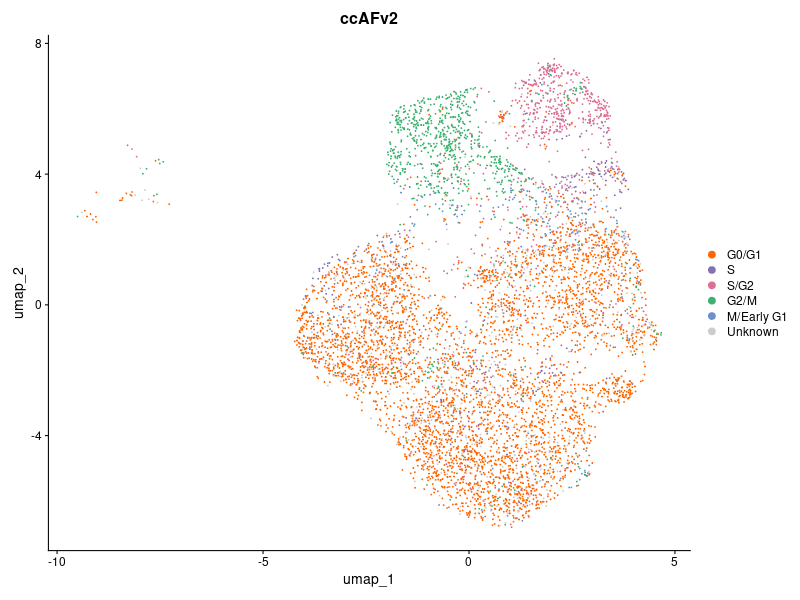 ccAFv2
8
4
0
-4
umap_2
-10
-5
0
5
umap_1
G0/G1
S
S/G2
G2/M
M/Early G1
Unknown